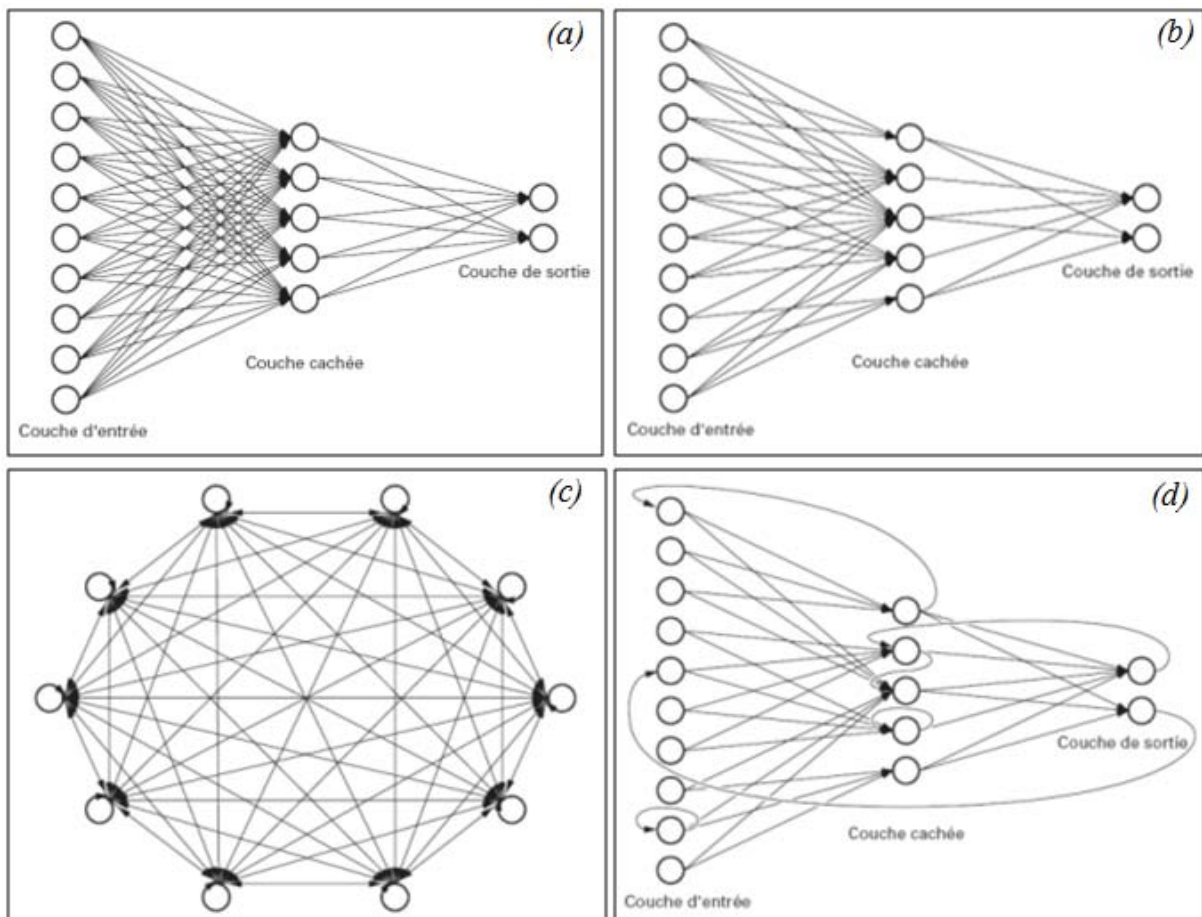 (a)
Couche de sortie
Couche cachée
Couche d'entrée
(b)
Couche de sortie
Couche cachée
Couche d'entrée
(c)
(d)
Couche de sortie
Couche cachée
Couche d'entrée